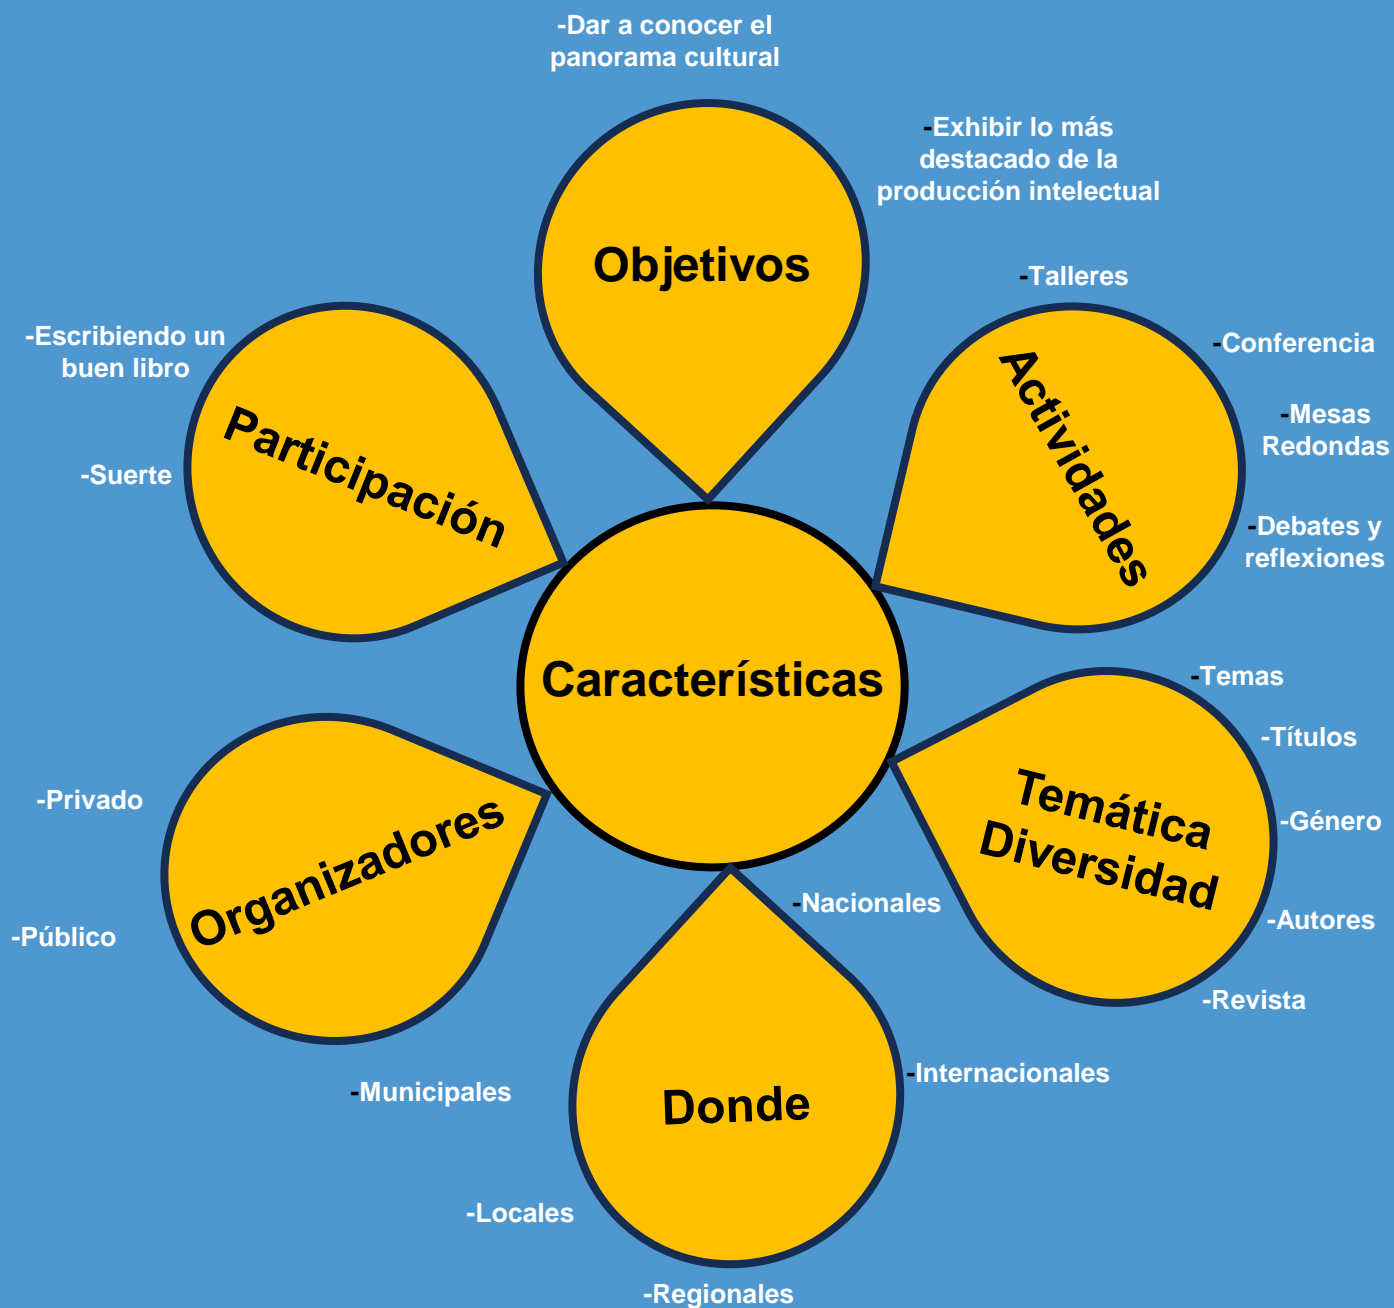 -Dar a conocer el
panorama cultural
-Exhibir lo más
destacado de la
producción intelectual
Objetivos
-Talleres
-Conferencia
-Mesas
Redondas
-Debates y
reflexiones
Actividades
-Escribiendo un
buen libro
-Suerte
Participación
Característicás
-Temas
-Títulos
-Género
-Autores
-Revista
Temática
Diversidad
-Privado
-Público
Organizadores
-Nacionales
-Internacionales
-Municipales
-Locales
-Regionales
Donde